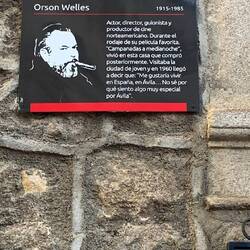 Orson Welles 1915-1985
Actor, director, guionista y
productor de cine
norteamericano. Durante el
rodaje de su película favorita,
"Campanadas a medianoche", 
vivió en esta casa que compró
posteriormente. Visitaba la
ciudad de joven y en 1960 llegó
a decir que: "Me gustaría vivir
en España, en Ávila... No sé por
qué siento algo muy especial
por Ávila".